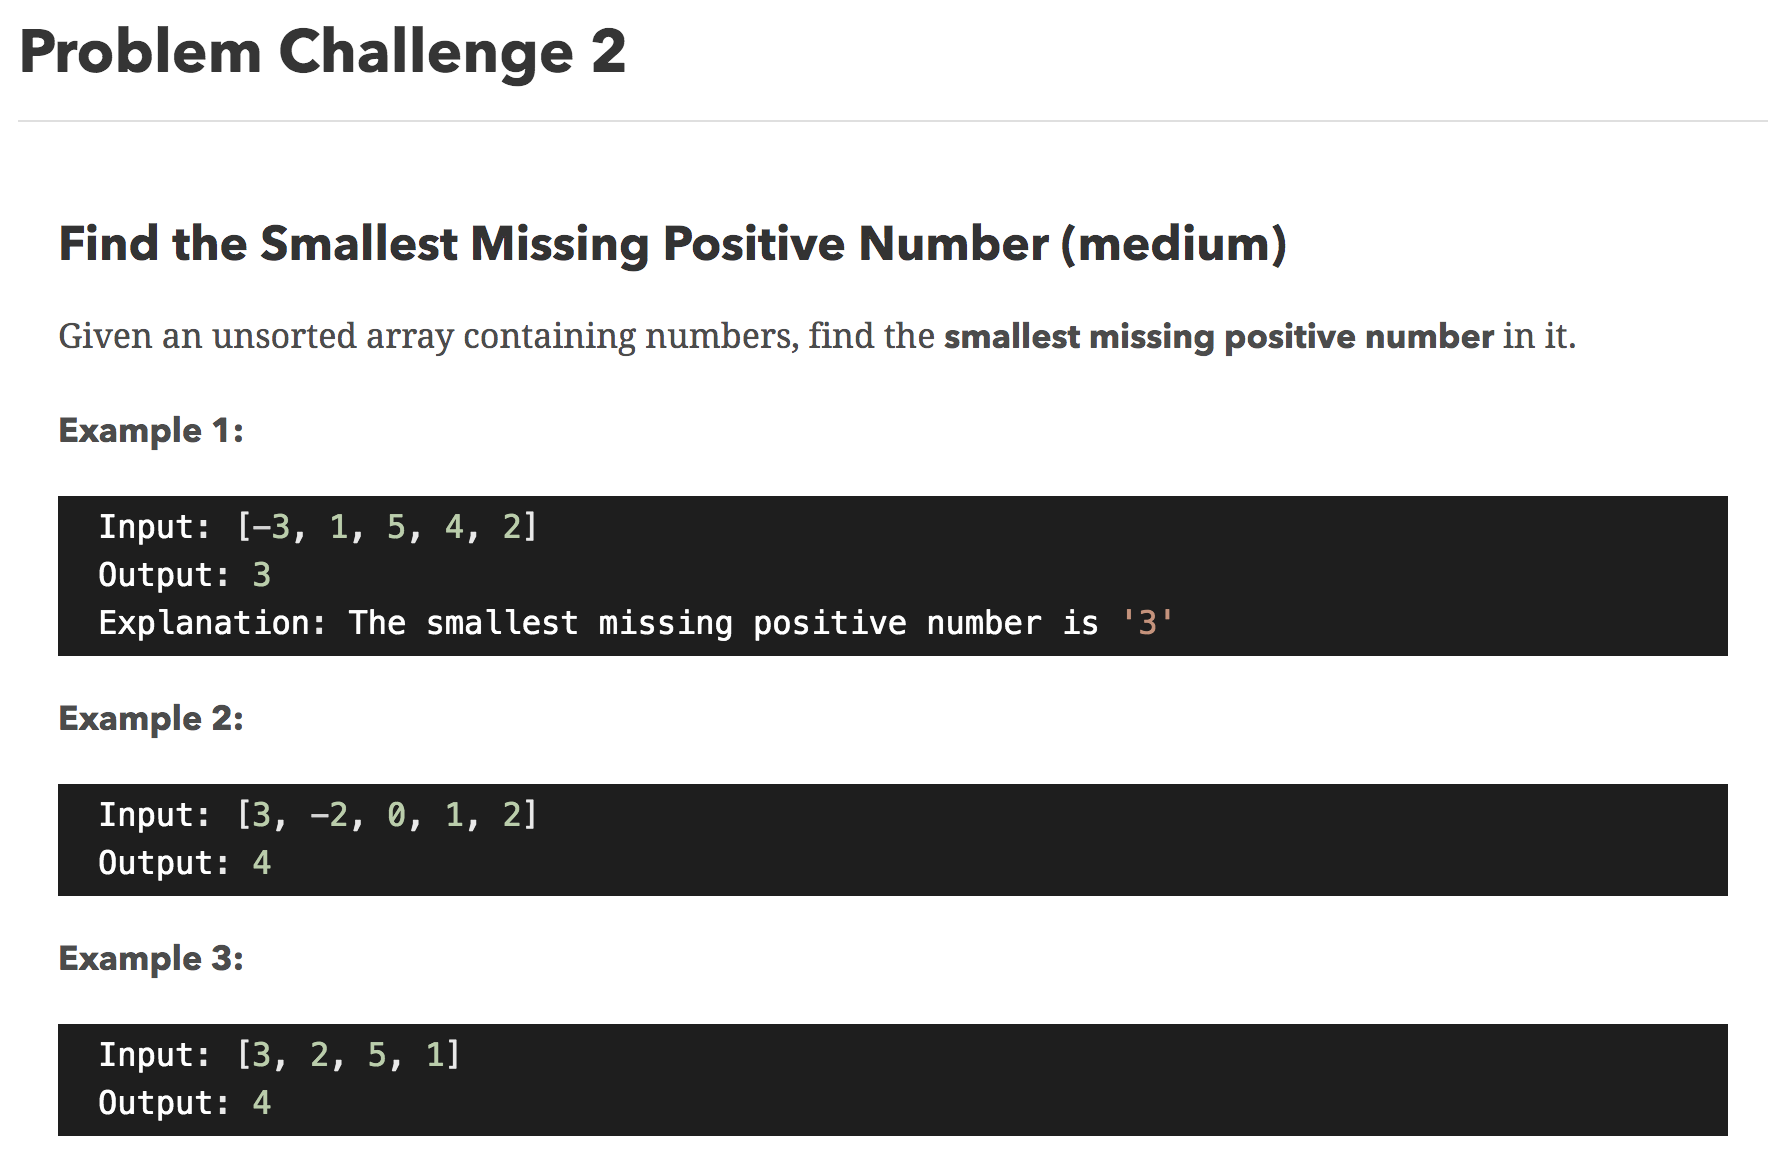 Problem Challenge 2
Find the Smallest Missing Positive Number (medium)
Given an unsorted array containing numbers, find the smallest missing positive number in it.
Example 1:
Input: [−3, 1, 5, 4, 2]
Output: 3
Explanation: The smallest missing positive number is '3'
Example 2:
Input: [3, −2, 0, 1, 2]
Output: 4
Example 3:
Input: [3, 2, 5, 1]
Output: 4